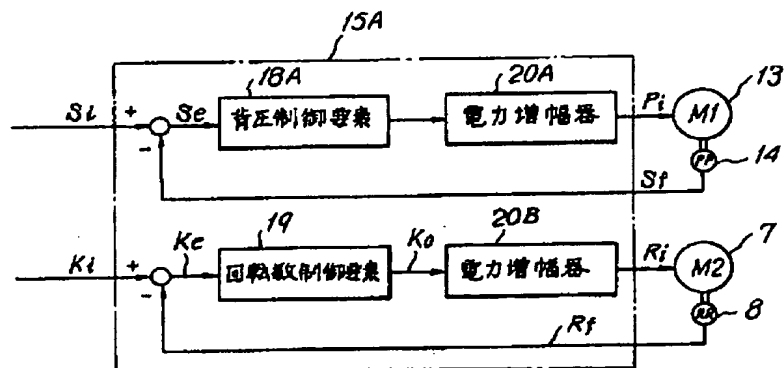 15A
18A
20A
13
Si
+
Se
背圧制御要素
電力増幅器
Pi
M1
-
PP
14
Sf
19
20B
7
Ki
+
Ke
回転数制御要素
Ko
電力増幅器
Ri
M2
-
RR
8
Rf